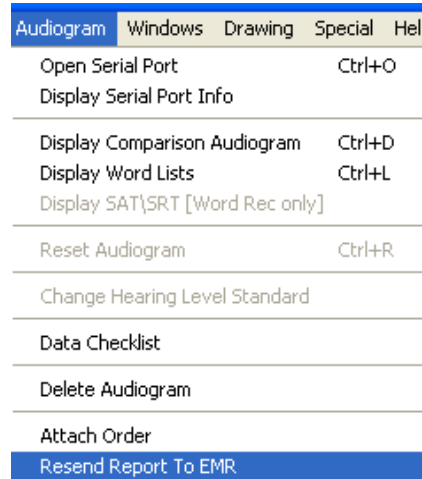 Audiogram Windows Drawing Special Hel
Open Serial Port Ctrl+O
Display Serial Port Info
Display Comparison Audiogram Ctrl+D
Display Word Lists Ctrl+L
Display SAT\SRT [Word Rec only]
Reset Audiogram Ctrl+R
Change Hearing Level Standard
Data Checklist
Delete Audiogram
Attach Order
Resend Report To EMR